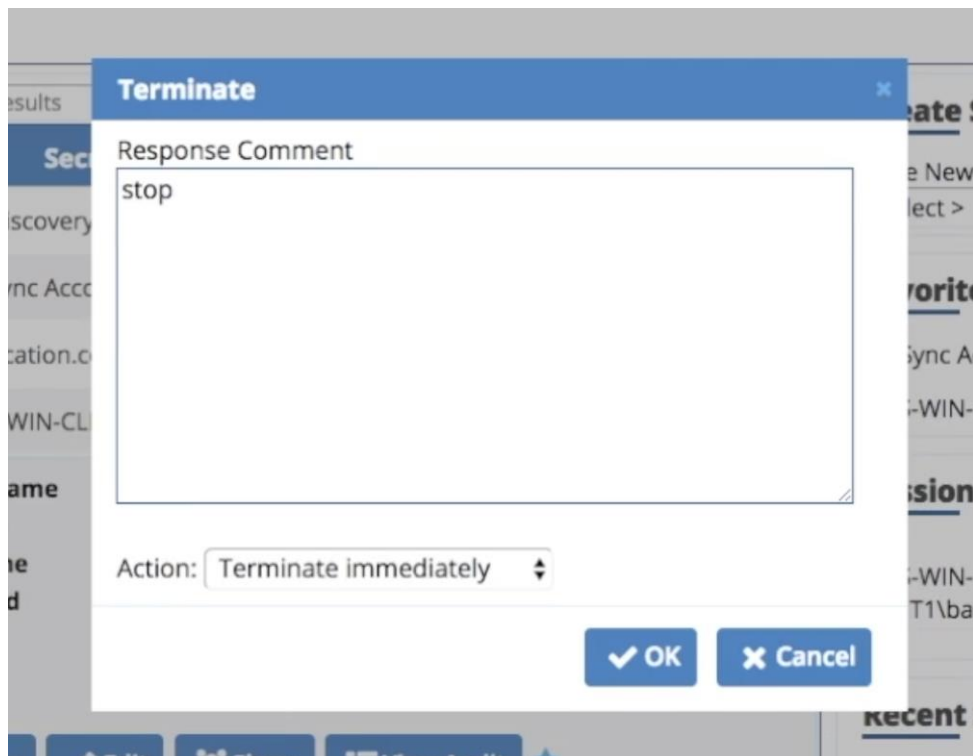 Terminate
Response Comment
stop
Action: Terminate immediately
OK
Cancel
esults
Sec
iscovery
ync Acco
cation.c
WIN-CL
ame
ne
d
eate S
e New
lect >
vorite
Sync A
S-WIN-
ssion
S-WIN-
T1\ba
Recent